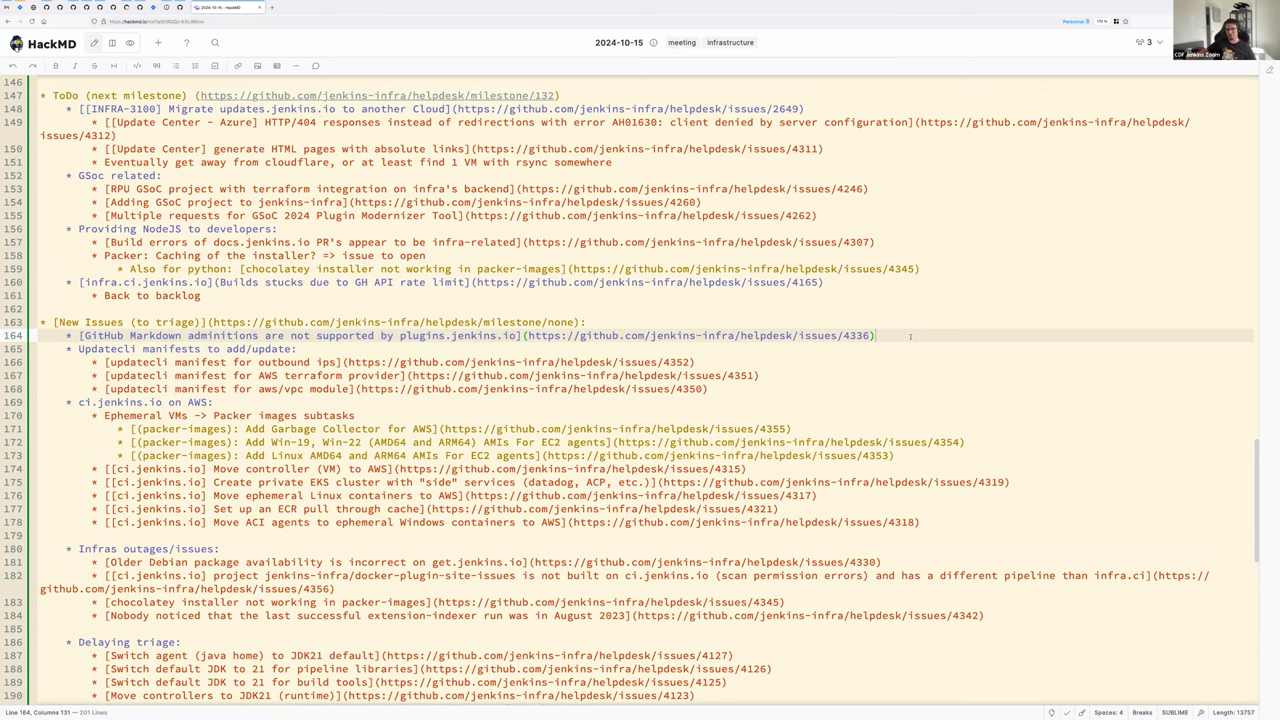 2024-10-15 - HackMD
Personnel
170 %
HackMD
2024-10-15
meeting
infrastructure
3
CDF Jenkins Zoom
146
147 * ToDo (next milestone) (https://github.com/jenkins-infra/helpdesk/milestone/132)
148 * [[INFRA-3100] Migrate updates.jenkins.io to another Cloud](https://github.com/jenkins-infra/helpdesk/issues/2649)
149 * [[Update Center - Azure] HTTP/404 responses instead of redirections with error AH01630: client denied by server configuration](https://github.com/jenkins-infra/helpdesk/
issues/4312)
150 * [[Update Center] generate HTML pages with absolute links](https://github.com/jenkins-infra/helpdesk/issues/4311)
151 * Eventually get away from cloudflare, or at least find 1 VM with rsync somewhere
152 * GSoc related:
153 * [RPU GSoC project with terraform integration on infra's backend](https://github.com/jenkins-infra/helpdesk/issues/4246)
154 * [Adding GSoC project to jenkins-infra](https://github.com/jenkins-infra/helpdesk/issues/4260)
155 * [Multiple requests for GSoC 2024 Plugin Modernizer Tool](https://github.com/jenkins-infra/helpdesk/issues/4262)
156 * Providing NodeJS to developers:
157 * [Build errors of docs.jenkins.io PR's appear to be infra-related](https://github.com/jenkins-infra/helpdesk/issues/4307)
158 * Packer: Caching of the installer? => issue to open
159 * Also for python: [chocolatey installer not working in packer-images](https://github.com/jenkins-infra/helpdesk/issues/4345)
160 * [infra.ci.jenkins.io](Builds stucks due to GH API rate limit](https://github.com/jenkins-infra/helpdesk/issues/4165)
161 * Back to backlog
162
163 * [New Issues (to triage)](https://github.com/jenkins-infra/helpdesk/milestone/none):
164 * [GitHub Markdown adminitions are not supported by plugins.jenkins.io](https://github.com/jenkins-infra/helpdesk/issues/4336)
165 * Updatecli manifests to add/update:
166 * [updatecli manifest for outbound ips](https://github.com/jenkins-infra/helpdesk/issues/4352)
167 * [updatecli manifest for AWS terraform provider](https://github.com/jenkins-infra/helpdesk/issues/4351)
168 * [updatecli manifest for aws/vpc module](https://github.com/jenkins-infra/helpdesk/issues/4350)
169 * ci.jenkins.io on AWS:
170 * Ephemeral VMs -> Packer images subtasks
171 * [(packer-images): Add Garbage Collector for AWS](https://github.com/jenkins-infra/helpdesk/issues/4355)
172 * [(packer-images): Add Win-19, Win-22 (AMD64 and ARM64) AMIs For EC2 agents](https://github.com/jenkins-infra/helpdesk/issues/4354)
173 * [(packer-images): Add Linux AMD64 and ARM64 AMIs For EC2 agents](https://github.com/jenkins-infra/helpdesk/issues/4353)
174 * [[ci.jenkins.io] Move controller (VM) to AWS](https://github.com/jenkins-infra/helpdesk/issues/4315)
175 * [[ci.jenkins.io] Create private EKS cluster with "side" services (datadog, ACP, etc.)](https://github.com/jenkins-infra/helpdesk/issues/4319)
176 * [[ci.jenkins.io] Move ephemeral Linux containers to AWS](https://github.com/jenkins-infra/helpdesk/issues/4317)
177 * [[ci.jenkins.io] Set up an ECR pull through cache](https://github.com/jenkins-infra/helpdesk/issues/4321)
178 * [[ci.jenkins.io] Move ACI agents to ephemeral Windows containers to AWS](https://github.com/jenkins-infra/helpdesk/issues/4318)
179
180 * Infras outages/issues:
181 * [Older Debian package availability is incorrect on get.jenkins.io](https://github.com/jenkins-infra/helpdesk/issues/4330)
182 * [[ci.jenkins.io] project jenkins-infra/docker-plugin-site-issues is not built on ci.jenkins.io (scan permission errors) and has a different pipeline than infra.ci](https://
github.com/jenkins-infra/helpdesk/issues/4356)
183 * [chocolatey installer not working in packer-images](https://github.com/jenkins-infra/helpdesk/issues/4345)
184 * [Nobody noticed that the last successful extension-indexer run was in August 2023](https://github.com/jenkins-infra/helpdesk/issues/4342)
185
186 * Delaying triage:
187 * [Switch agent (java home) to JDK21 default](https://github.com/jenkins-infra/helpdesk/issues/4127)
188 * [Switch default JDK to 21 for pipeline libraries](https://github.com/jenkins-infra/helpdesk/issues/4126)
189 * [Switch default JDK to 21 for build tools](https://github.com/jenkins-infra/helpdesk/issues/4125)
190 * [Move controllers to JDK21 (runtime)](https://github.com/jenkins-infra/helpdesk/issues/4123)
Line 164, Columns 131 — 201 Lines
Spaces: 4
Breaks
SUBLIME
Length: 13757